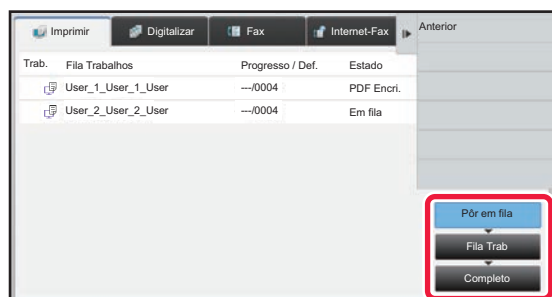 Imprimir Digitalizar Fax Internet-Fax Anterior
Trab. Fila Trabalhos Progresso / Def. Estado
User_1_User_1_User ---/0004 PDF Encri.
User_2_User_2_User ---/0004 Em fila
Pôr em fila
Fila Trab
Completo